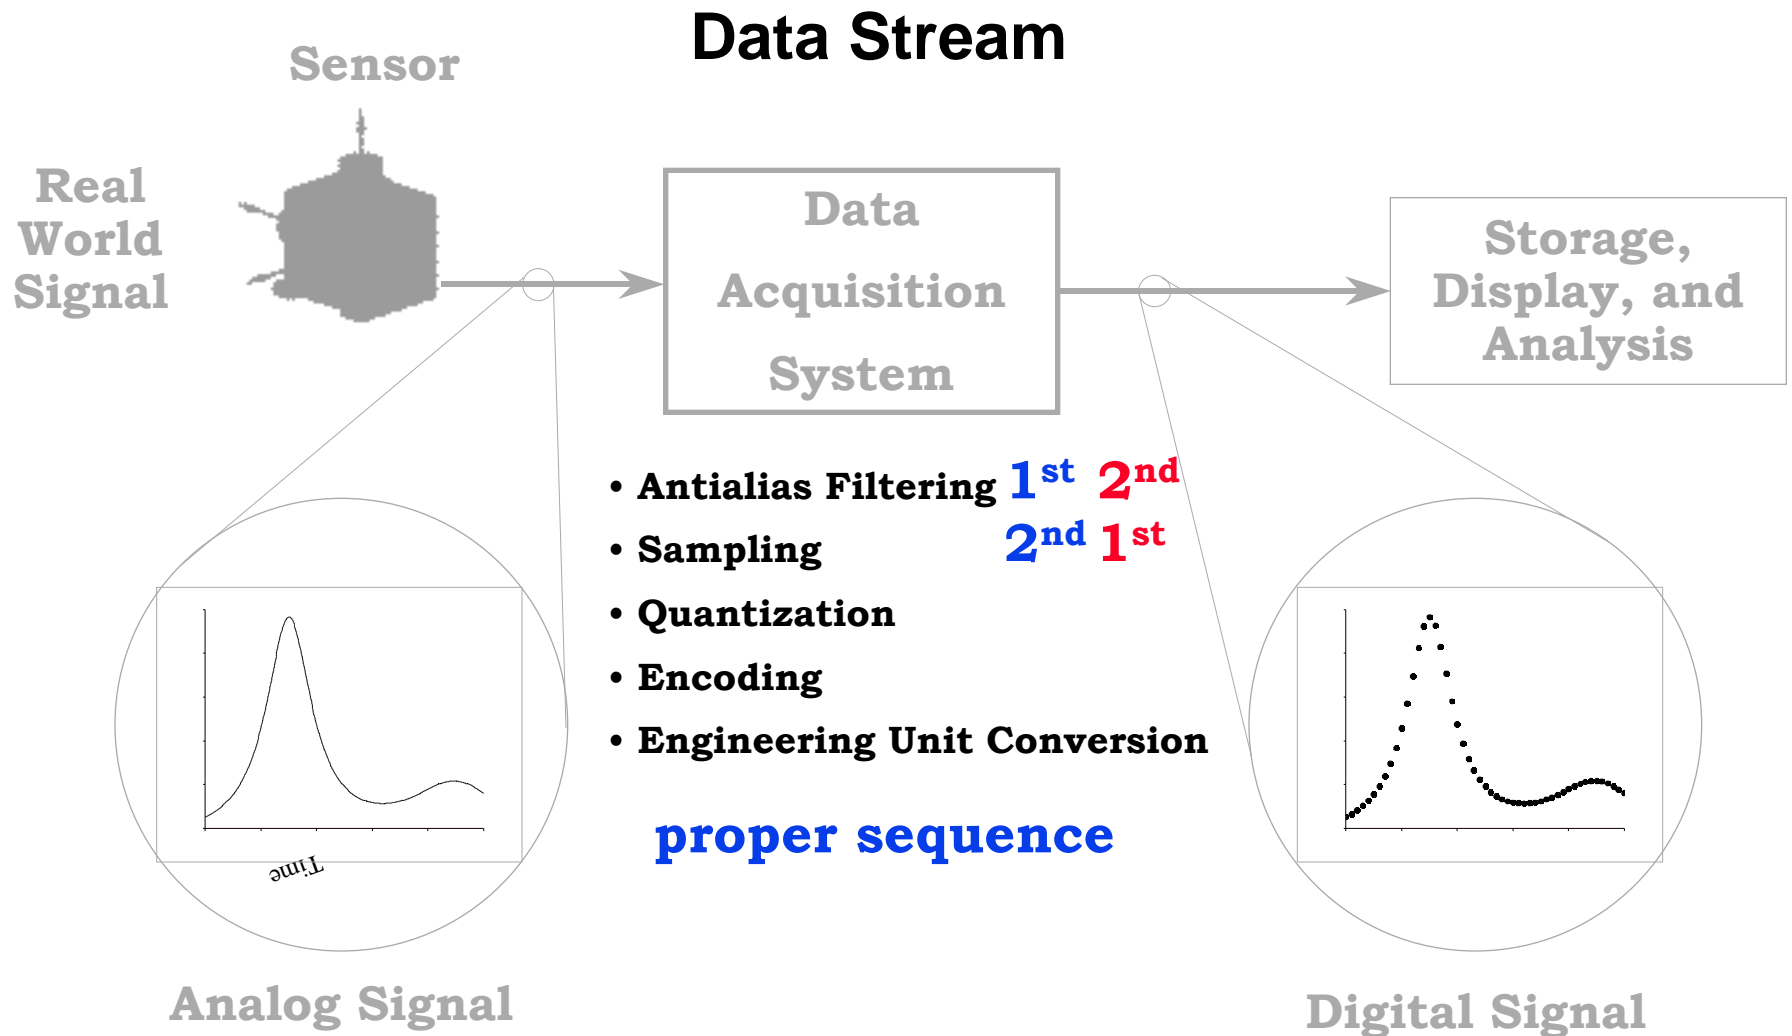 Data Stream
Sensor
Real
World
Signal
Data
Acquisition
System
Storage,
Display, and
Analysis
• Antialias Filtering 1st 2nd
• Sampling 2nd 1st
• Quantization
• Encoding
• Engineering Unit Conversion
proper sequence
Time
Analog Signal
Digital Signal